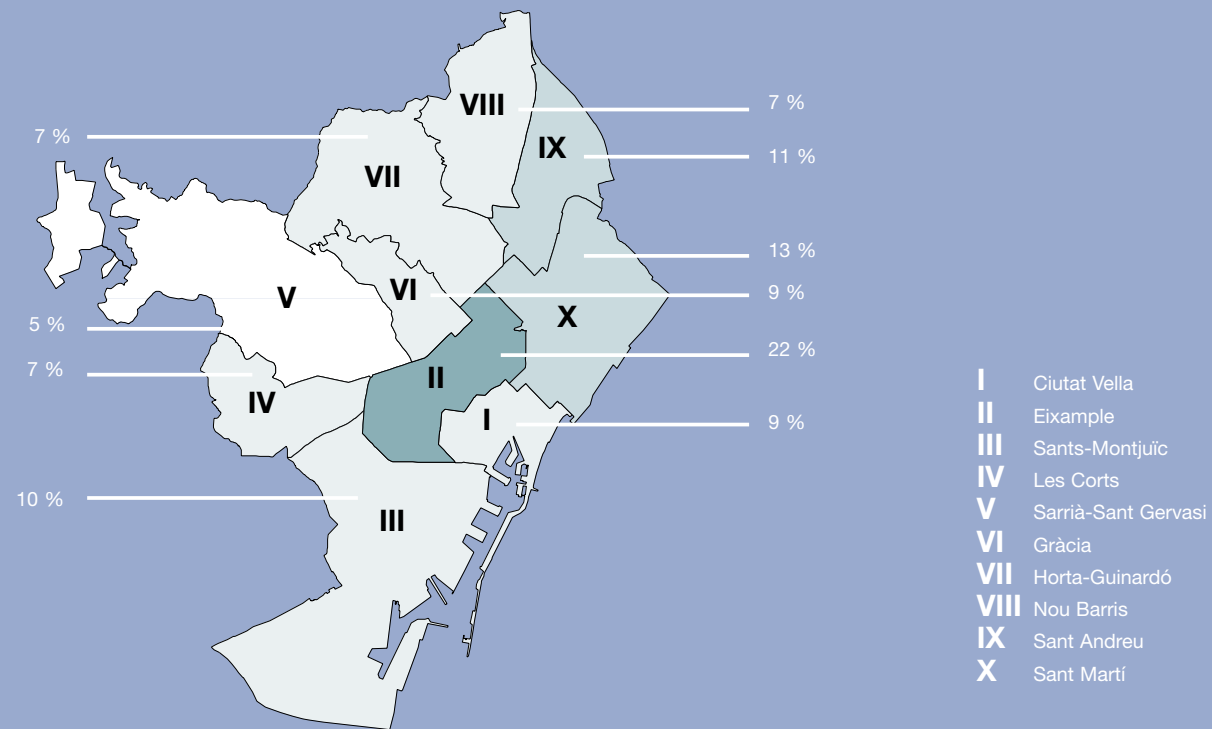 VIII
7 %
7 %
IX
11 %
VII
13 %
VI
9 %
V
X
5 %
22 %
7 %
II
IV
I
9 %
10 %
III
I Ciutat Vella
II Eixample
III Sants-Montjuïc
IV Les Corts
V Sarrià-Sant Gervasi
VI Gràcia
VII Horta-Guinardó
VIII Nou Barris
IX Sant Andreu
X Sant Martí